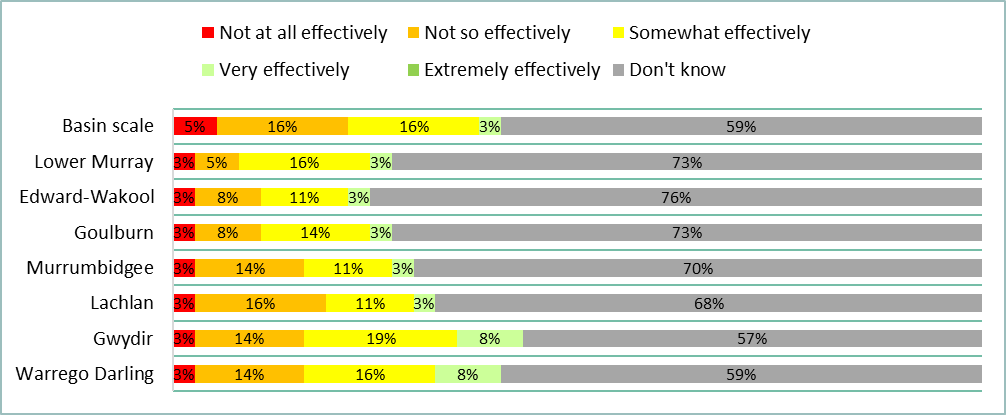 Not at all effectively Not so effectively Somewhat effectively
Very effectively Extremely effectively Don't know
Basin scale 5% 16% 16% 3% 59%
Lower Murray 3% 5% 16% 3% 73%
Edward-Wakool 3% 8% 11% 3% 76%
Goulburn 3% 8% 14% 3% 73%
Murrumbidgee 3% 14% 11% 3% 70%
Lachlan 3% 16% 11% 3% 68%
Gwydir 3% 14% 19% 8% 57%
Warrego Darling 3% 14% 16% 8% 59%